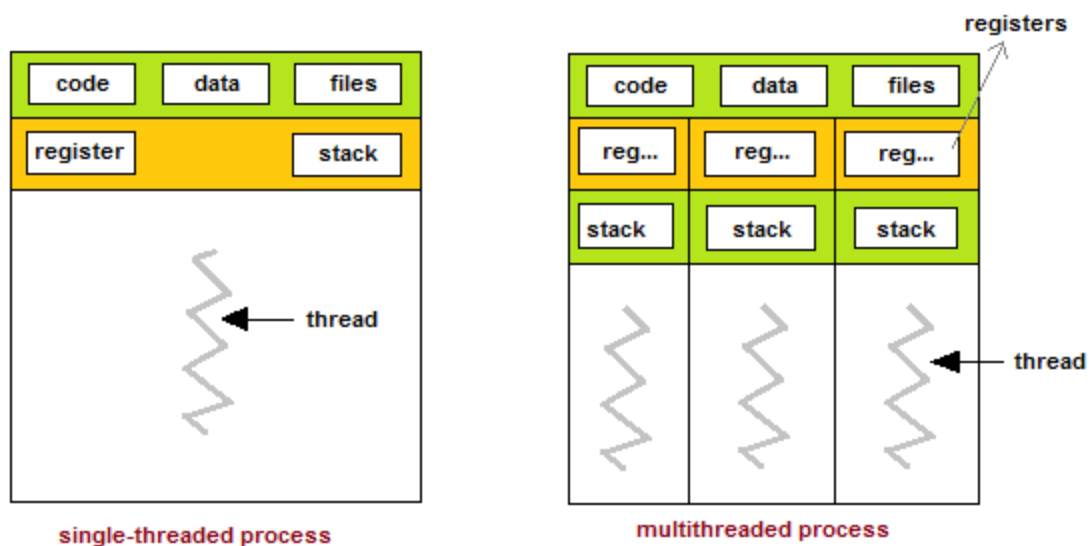 registers
code data files
register stack
thread
single-threaded process
code data files
reg... reg... reg...
stack stack stack
thread
multithreaded process